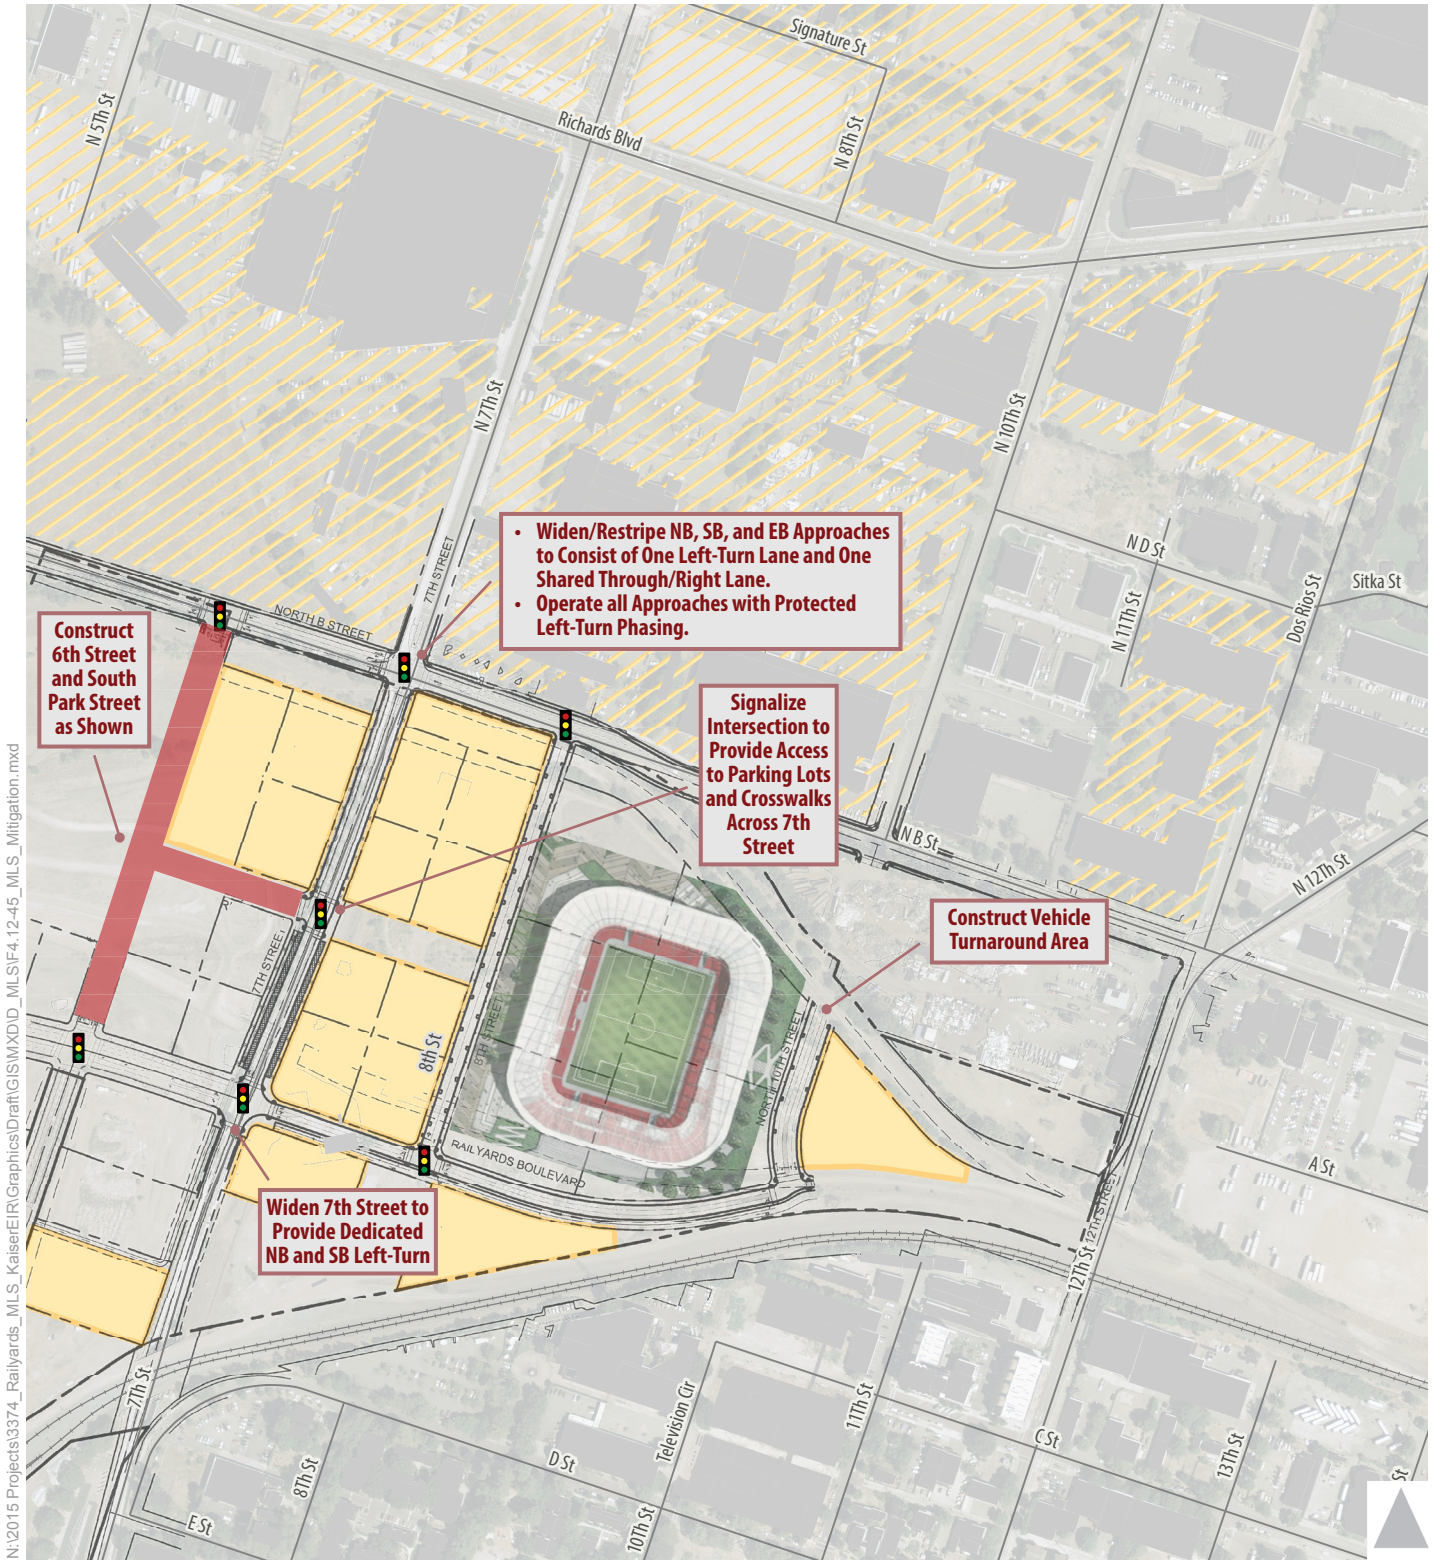 Signature St
N 5Th St
Richards Blvd
N 8Th St
N 7Th St
N 10Th St
• Widen/Restripe NB, SB, and EB Approaches
to Consist of One Left-Turn Lane and One
Shared Through/Right Lane.
• Operate all Approaches with Protected
Left-Turn Phasing.
7TH STREET
N D St
Sitka St
Dos Rios St
N 11Th St
NORTH B STREET
Construct
6th Street
and South
Park Street
as Shown
Signalize
Intersection to
Provide Access
to Parking Lots
and Crosswalks
Across 7th
Street
N B St
N 12Th St
Construct Vehicle
Turnaround Area
7TH STREET
8th St
8TH STREET
NORTH 10TH STREET
RAILYARDS BOULEVARD
A St
12TH STREET
12Th St
Widen 7th Street to
Provide Dedicated
NB and SB Left-Turn
7Th St
Television Cir
11Th St
C St
13Th St
D St
8Th St
10Th St
E St
St
N:\2015 Projects\3374_Railyards_MLS_KaiserEIR\Graphics\Draft\GIS\MXD\D_MLS\F4.12-45_MLS_Mitigation.mxd